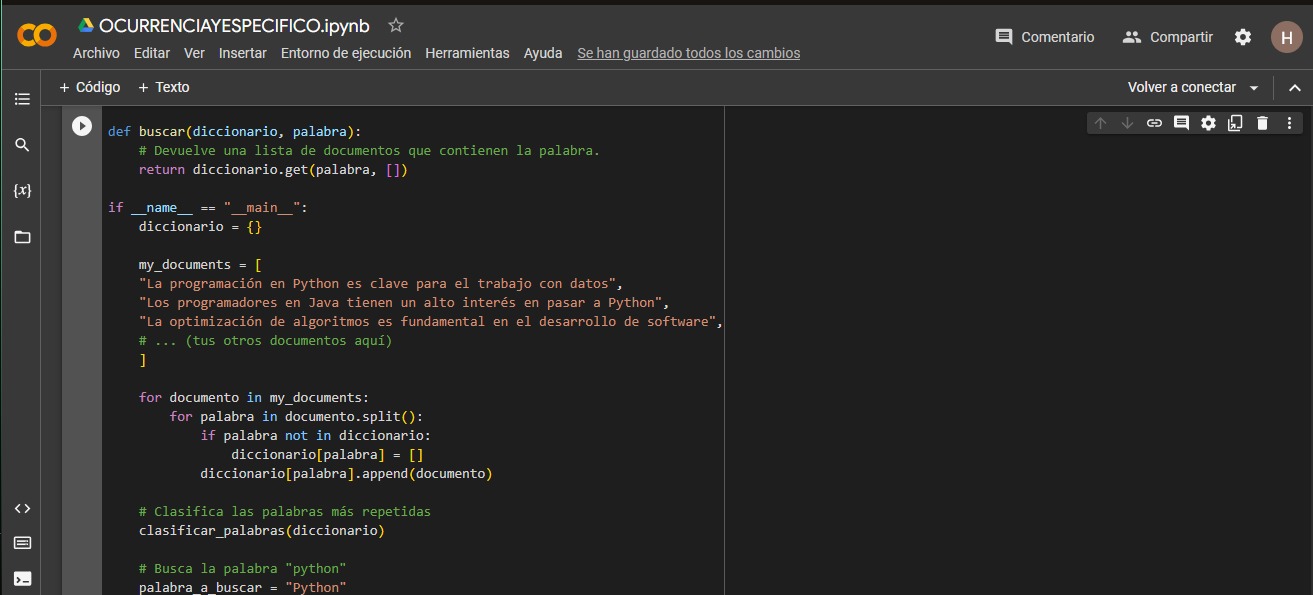 OCURRENCIAYESPECIFICO.ipynb
Comentario
Compartir
H
Archivo Editar Ver Insertar Entorno de ejecución Herramientas Ayuda Se han guardado todos los cambios
+ Código + Texto
Volver a conectar
{x}
def buscar(diccionario, palabra):
# Devuelve una lista de documentos que contienen la palabra.
return diccionario.get(palabra, [])
if __name__ == "__main__":
diccionario = {}
my_documents = [
"La programación en Python es clave para el trabajo con datos",
"Los programadores en Java tienen un alto interés en pasar a Python",
"La optimización de algoritmos es fundamental en el desarrollo de software",
# ... (tus otros documentos aquí)
]
for documento in my_documents:
for palabra in documento.split():
if palabra not in diccionario:
diccionario[palabra] = []
diccionario[palabra].append(documento)
# Clasifica las palabras más repetidas
clasificar_palabras(diccionario)
# Busca la palabra "python"
palabra_a_buscar = "Python"